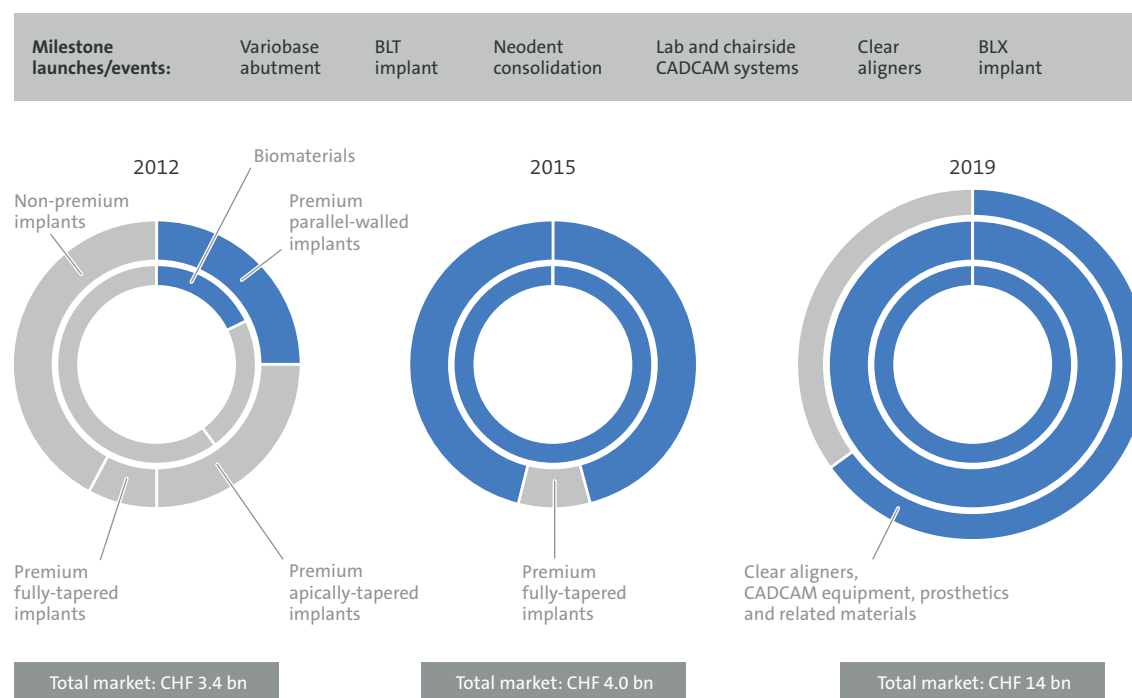 Milestone
launches/events:
Variobase
abutment
BLT
implant
Neodent
consolidation
Lab and chairside
CADCAM systems
Clear
aligners
BLX
implant
2012
Biomaterials
Non-premium
implants
Premium
parallel-walled
implants
Premium
fully-tapered
implants
Premium
apically-tapered
implants
Total market: CHF 3.4 bn
2015
Premium
fully-tapered
implants
Total market: CHF 4.0 bn
2019
Clear aligners,
CADCAM equipment, prosthetics
and related materials
Total market: CHF 14 bn